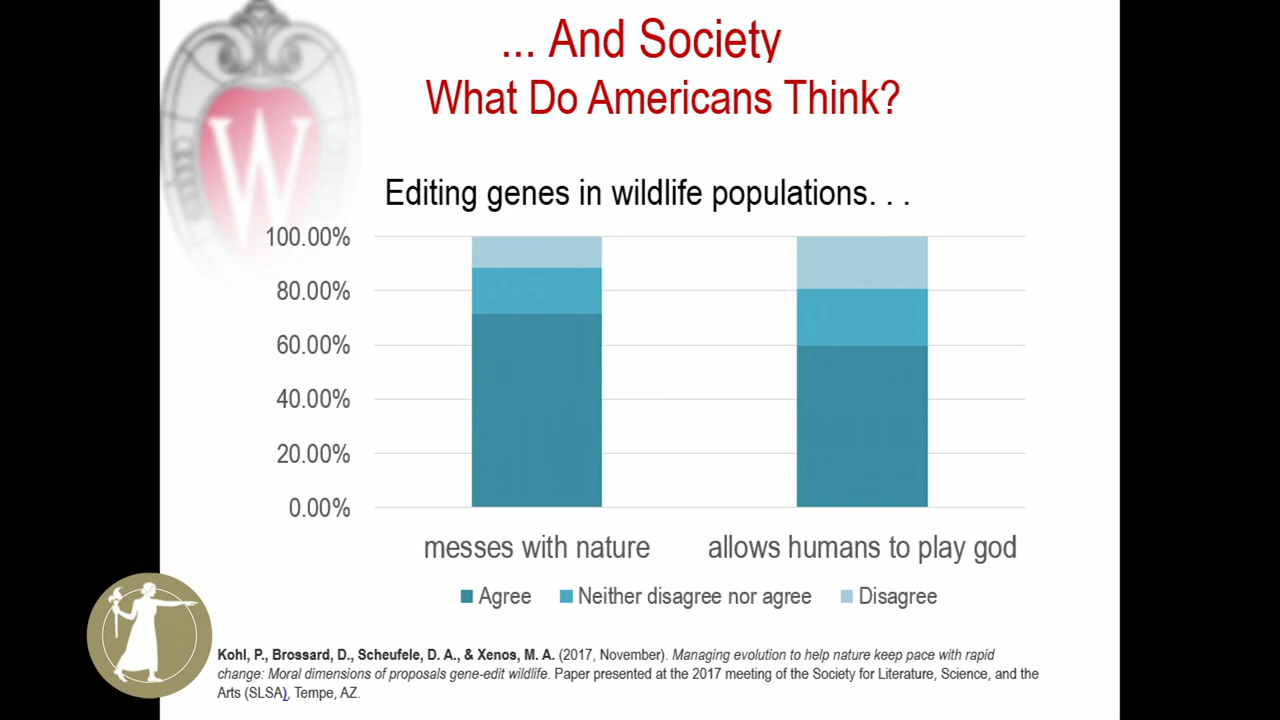 W
... And Society
What Do Americans Think?
Editing genes in wildlife populations. . .
100.00%
80.00%
60.00%
40.00%
20.00%
0.00%
messes with nature
allows humans to play god
Agree
Neither disagree nor agree
Disagree
Kohl, P., Brossard, D., Scheufele, D. A., & Xenos, M. A. (2017, November). Managing evolution to help nature keep pace with rapid
change: Moral dimensions of proposals gene-edit wildlife. Paper presented at the 2017 meeting of the Society for Literature, Science, and the
Arts (SLSA), Tempe, AZ.